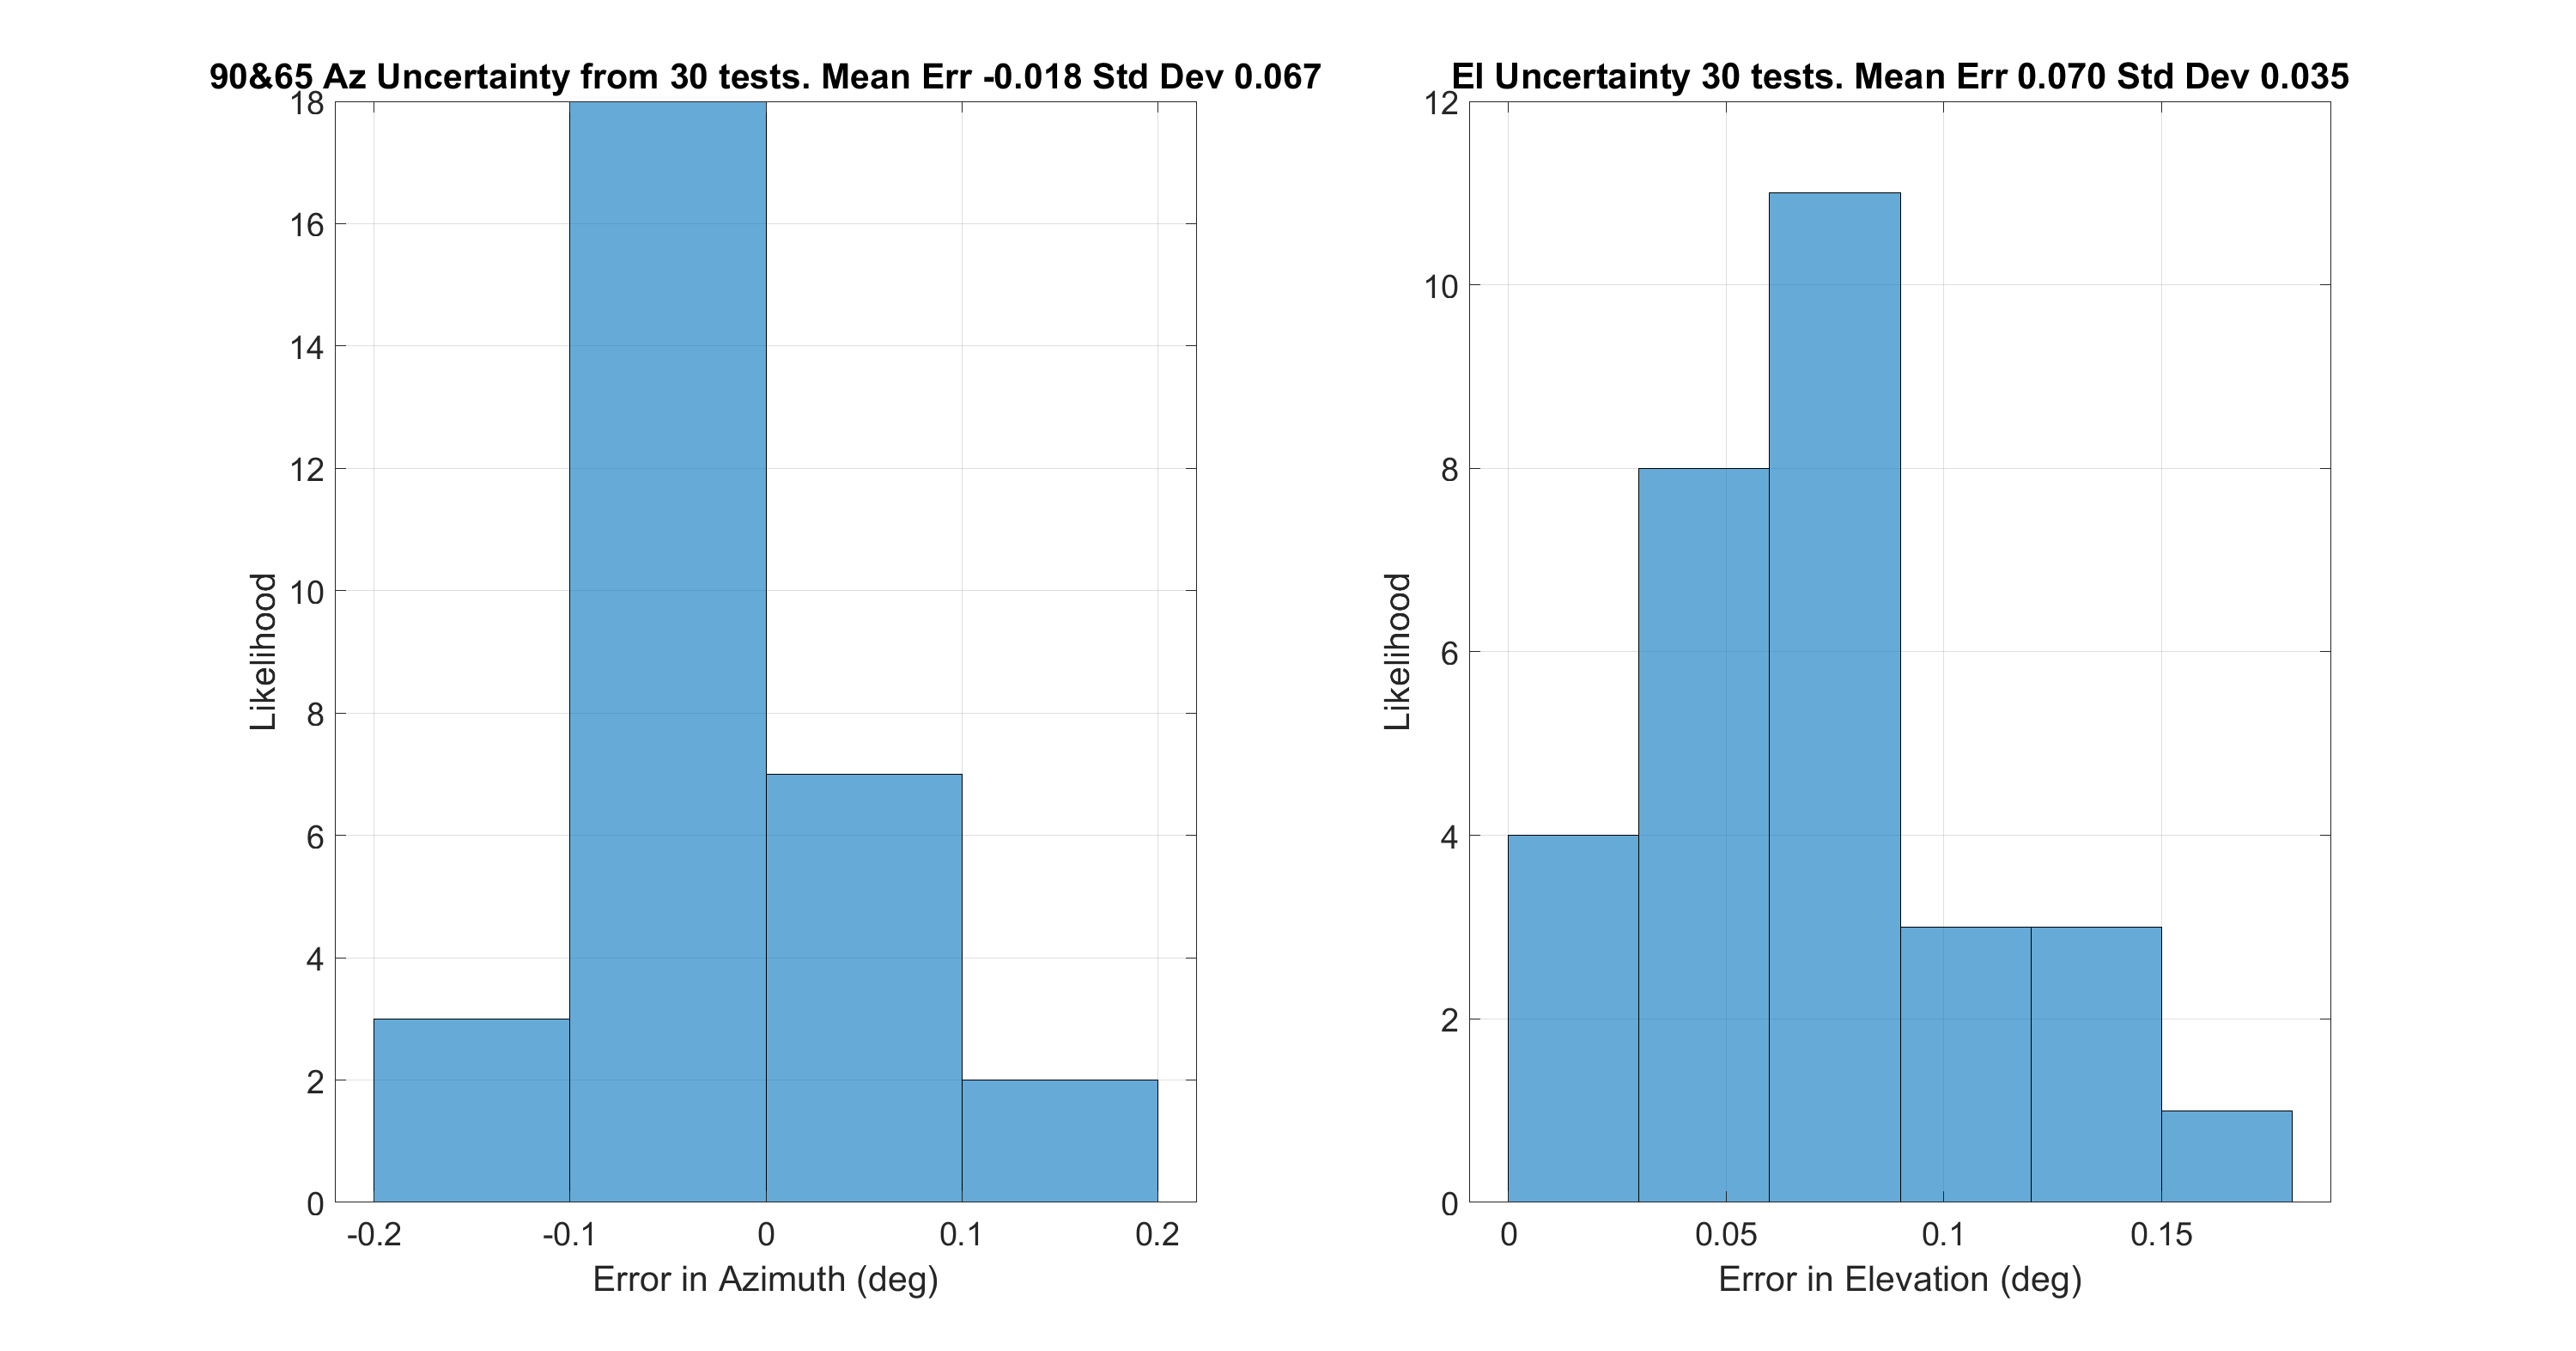 90&65 Az Uncertainty from 30 tests. Mean Err -0.018 Std Dev 0.067
18
16
14
12
10
8
6
4
2
0
Likelihood
-0.2 -0.1 0 0.1 0.2
Error in Azimuth (deg)
El Uncertainty 30 tests. Mean Err 0.070 Std Dev 0.035
12
10
8
6
4
2
0
Likelihood
0 0.05 0.1 0.15
Error in Elevation (deg)